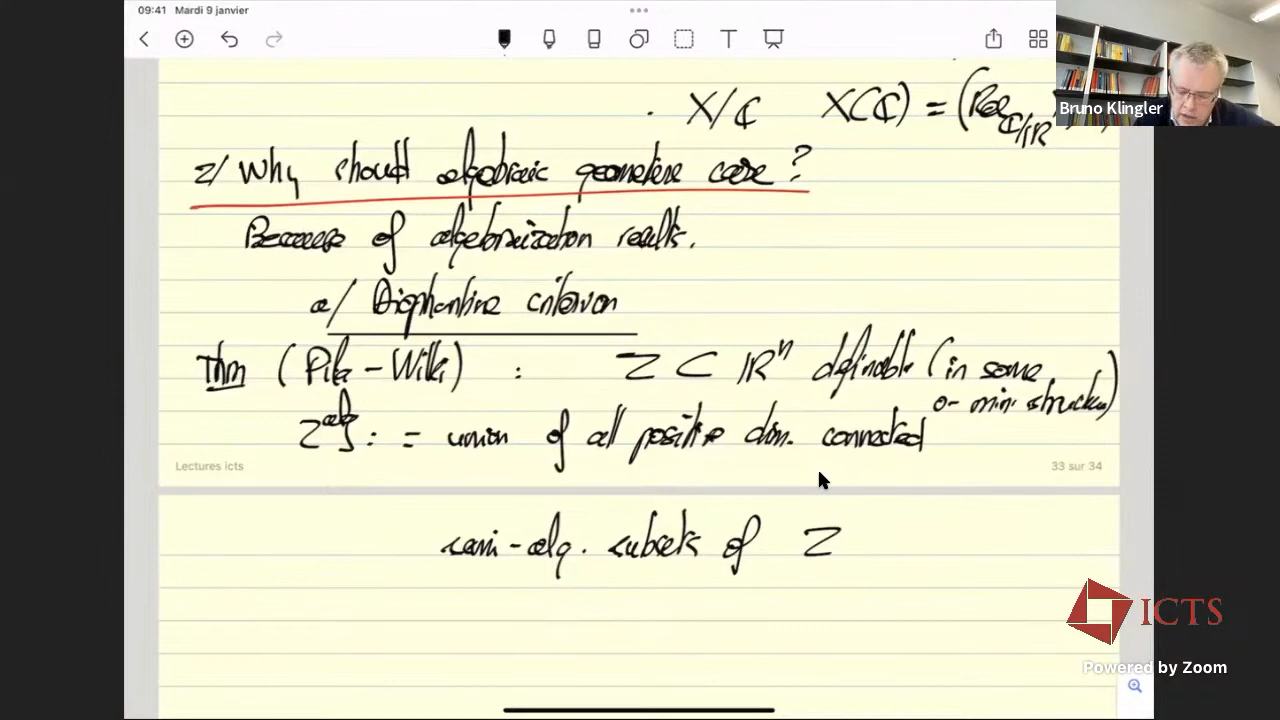 09:41 Mardi 9 janvier
Bruno Klingler
. X/ℂ X(ℂ) = (Res ℂ/ℝ
2/ Why should algebraic geometers care ?
Because of algebraization results.
a/ Diophantine criterion
Thm (Pila-Wilkie) : Z ⊂ ℝⁿ definable (in some
o-min. structure)
Z^alg : = union of all positive dim. connected
Lectures icts
33 sur 34
semi-alg. subsets of Z
ICTS
Powered by Zoom